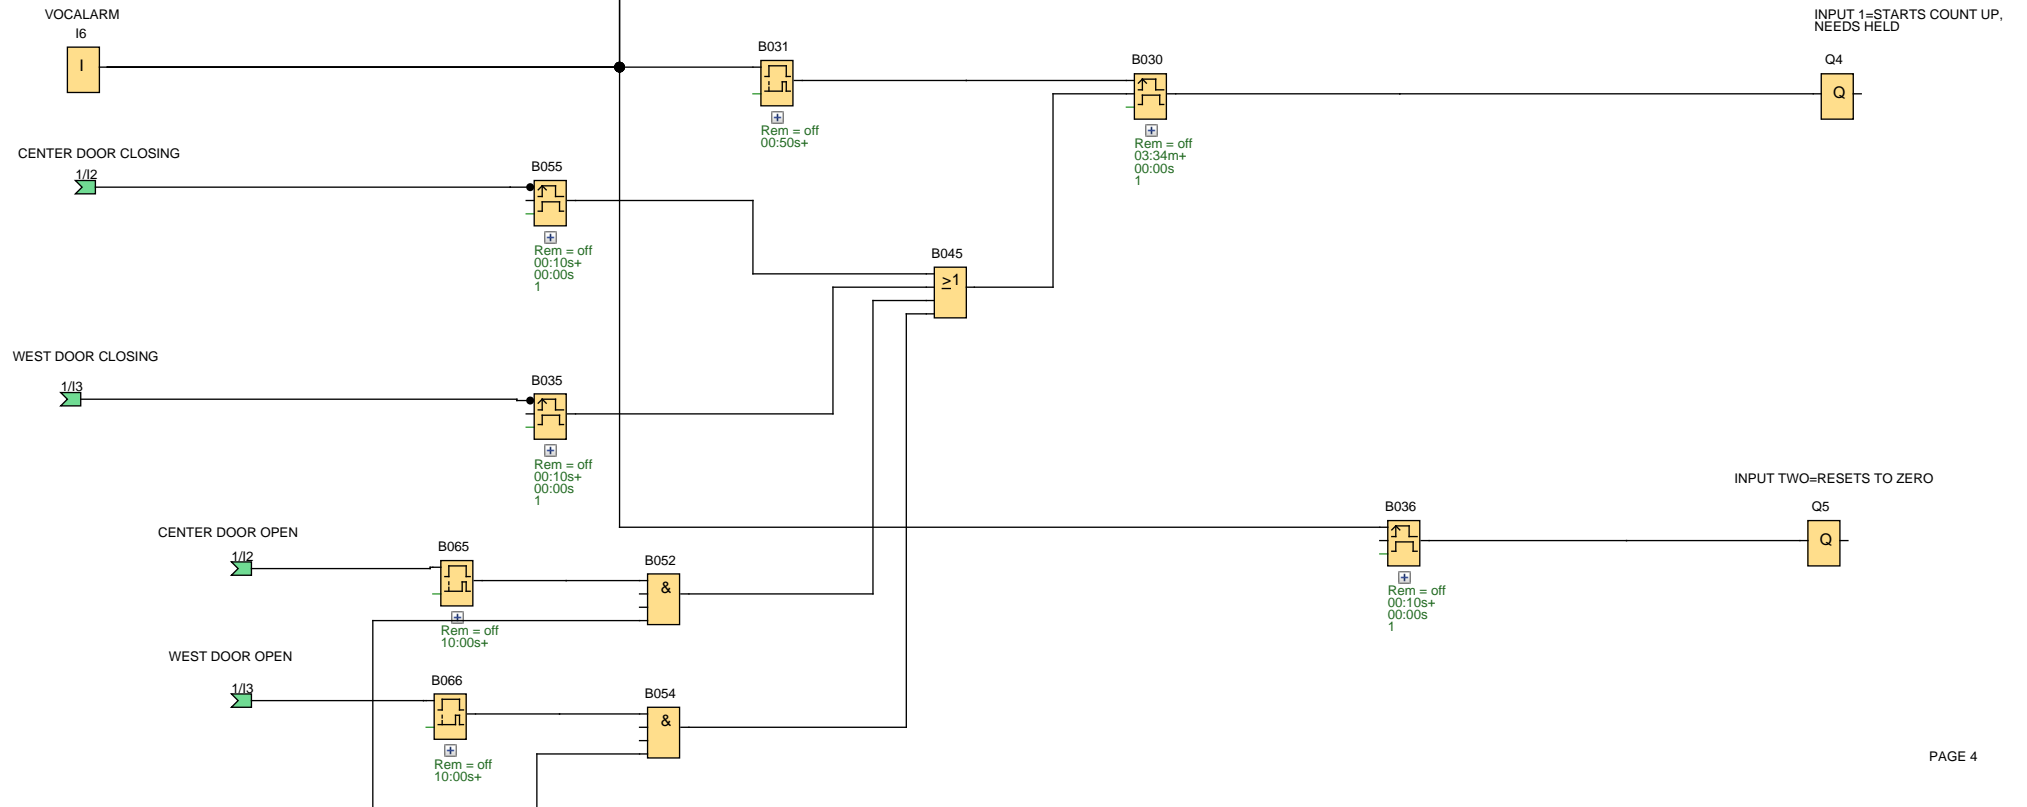 VOCALARM
I6
I
INPUT 1=STARTS COUNT UP,
NEEDS HELD
B031
Rem = off
00:50s+
B030
Rem = off
03:34m+
00:00s
1
Q4
Q
CENTER DOOR CLOSING
1/I2
B055
Rem = off
00:10s+
00:00s
1
B045
≥1
WEST DOOR CLOSING
1/I3
B035
Rem = off
00:10s+
00:00s
1
INPUT TWO=RESETS TO ZERO
B036
Rem = off
00:10s+
00:00s
1
Q5
Q
CENTER DOOR OPEN
1/I2
B065
Rem = off
10:00s+
B052
&
WEST DOOR OPEN
1/I3
B066
Rem = off
10:00s+
B054
&
PAGE 4